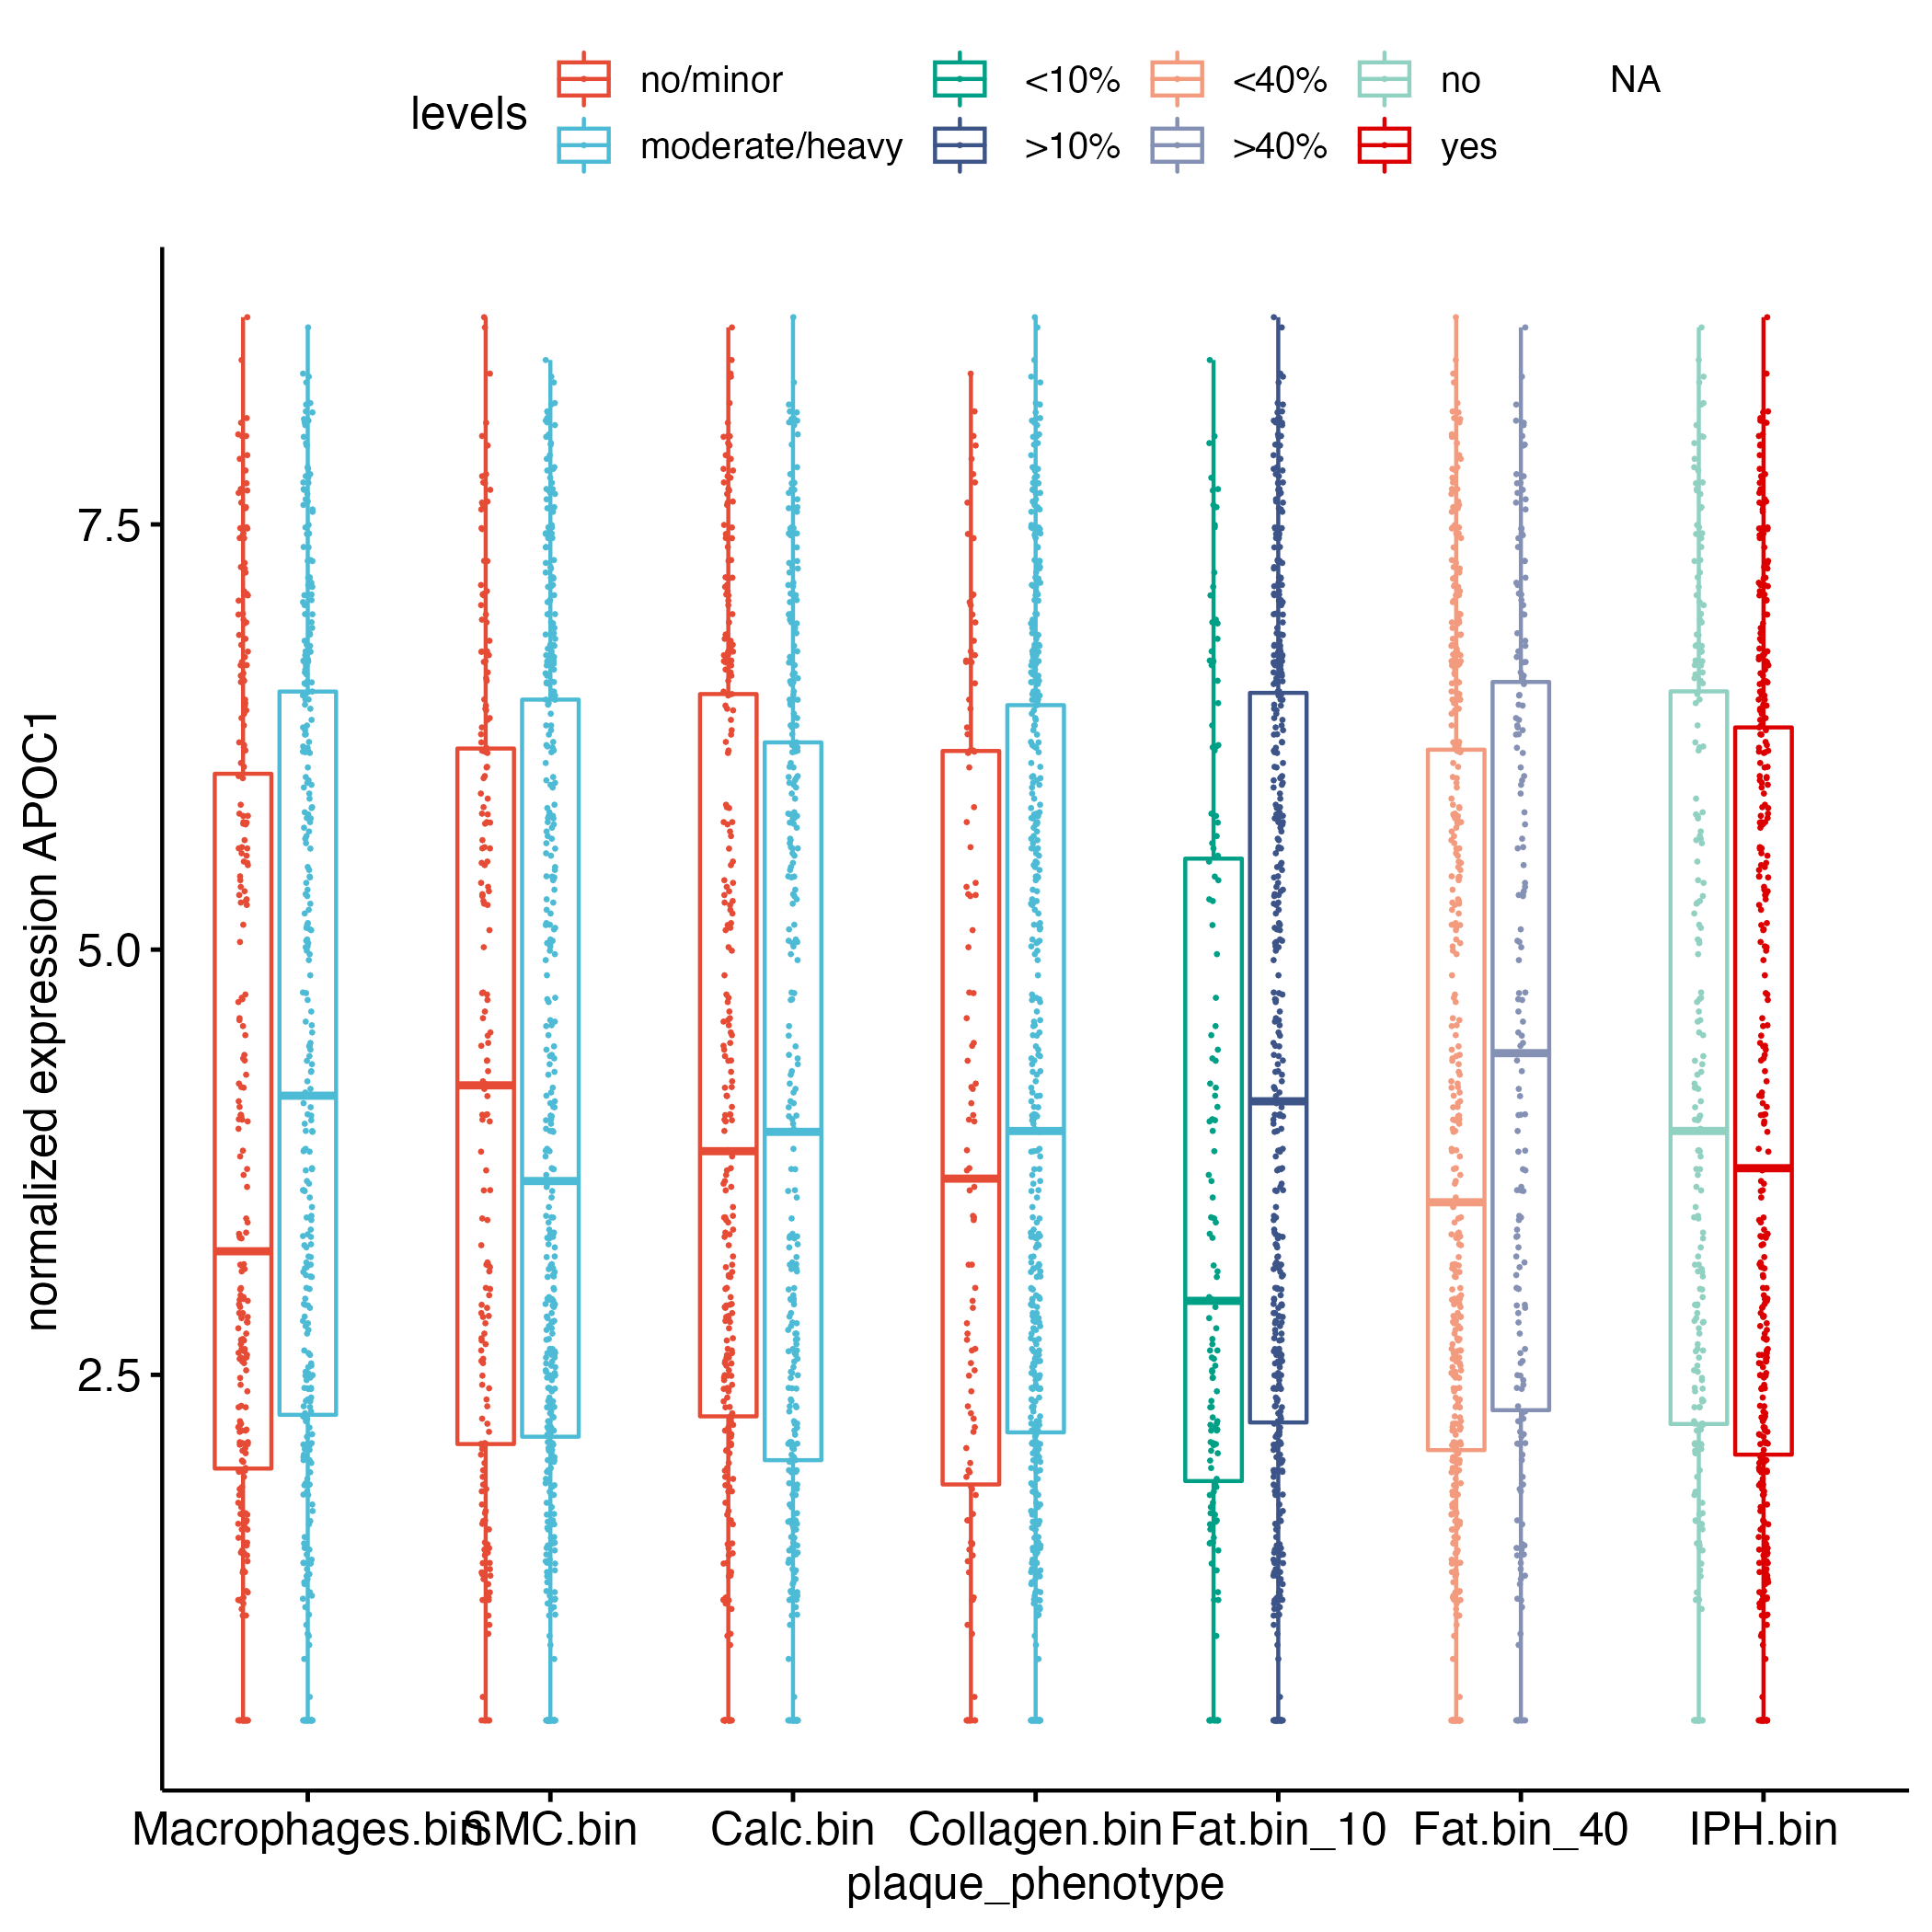 levels
no/minor <10% <40% no NA
moderate/heavy >10% >40% yes
normalized expression APOC1
7.5
5.0
2.5
Macrophages.bin SMC.bin Calc.bin Collagen.bin Fat.bin_10 Fat.bin_40 IPH.bin
plaque_phenotype